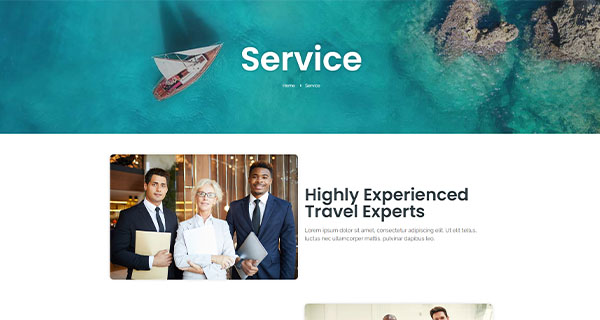 Service
Home
Service
Highly Experienced
Travel Experts
Lorem ipsum dolor sit amet, consectetur adipiscing elit. Ut elit tellus,
luctus nec ullamcorper mattis, pulvinar dapibus leo.